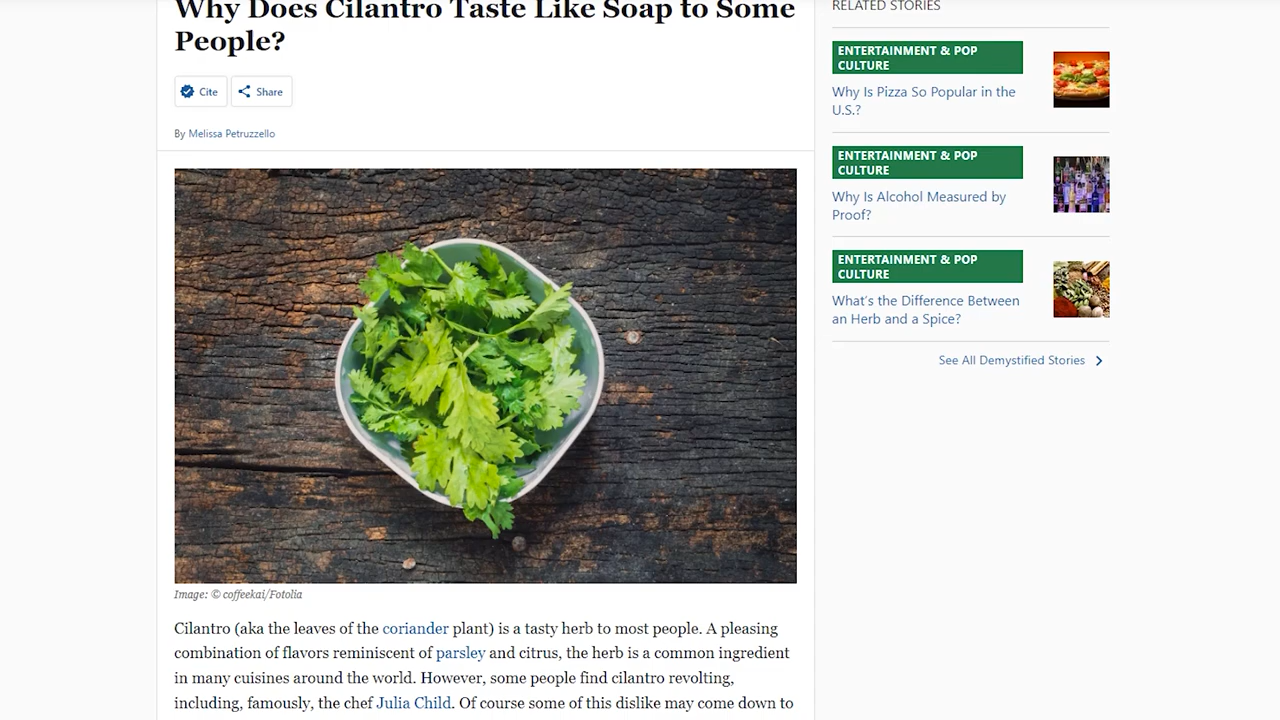 Why Does Cilantro Taste Like Soap to Some
People?
Cite
Share
By Melissa Petruzzello
Image: © coffeekai/Fotolia
Cilantro (aka the leaves of the coriander plant) is a tasty herb to most people. A pleasing
combination of flavors reminiscent of parsley and citrus, the herb is a common ingredient
in many cuisines around the world. However, some people find cilantro revolting,
including, famously, the chef Julia Child. Of course some of this dislike may come down to
RELATED STORIES
ENTERTAINMENT & POP
CULTURE
Why Is Pizza So Popular in the
U.S.?
ENTERTAINMENT & POP
CULTURE
Why Is Alcohol Measured by
Proof?
ENTERTAINMENT & POP
CULTURE
What's the Difference Between
an Herb and a Spice?
See All Demystified Stories